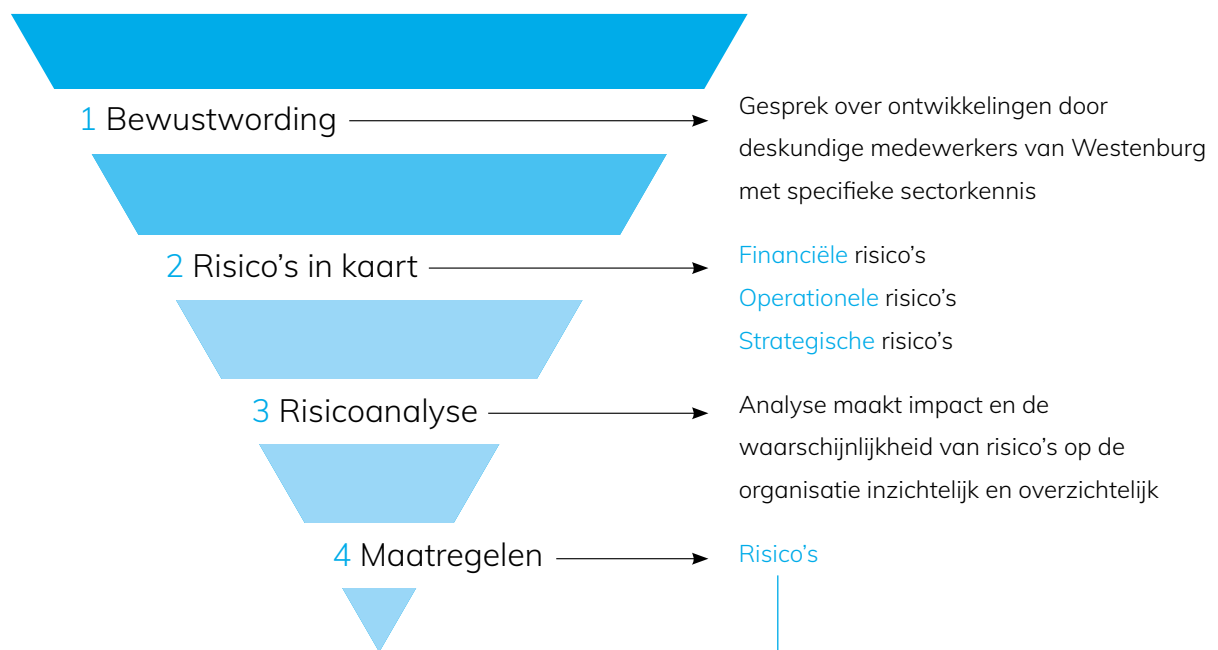 1 Bewustwording
Gesprek over ontwikkelingen door
deskundige medewerkers van Westenburg
met specifieke sectorkennis
2 Risico’s in kaart
Financiële risico’s
Operationele risico’s
Strategische risico’s
3 Risicoanalyse
Analyse maakt impact en de
waarschijnlijkheid van risico’s op de
organisatie inzichtelijk en overzichtelijk
4 Maatregelen
Risico’s